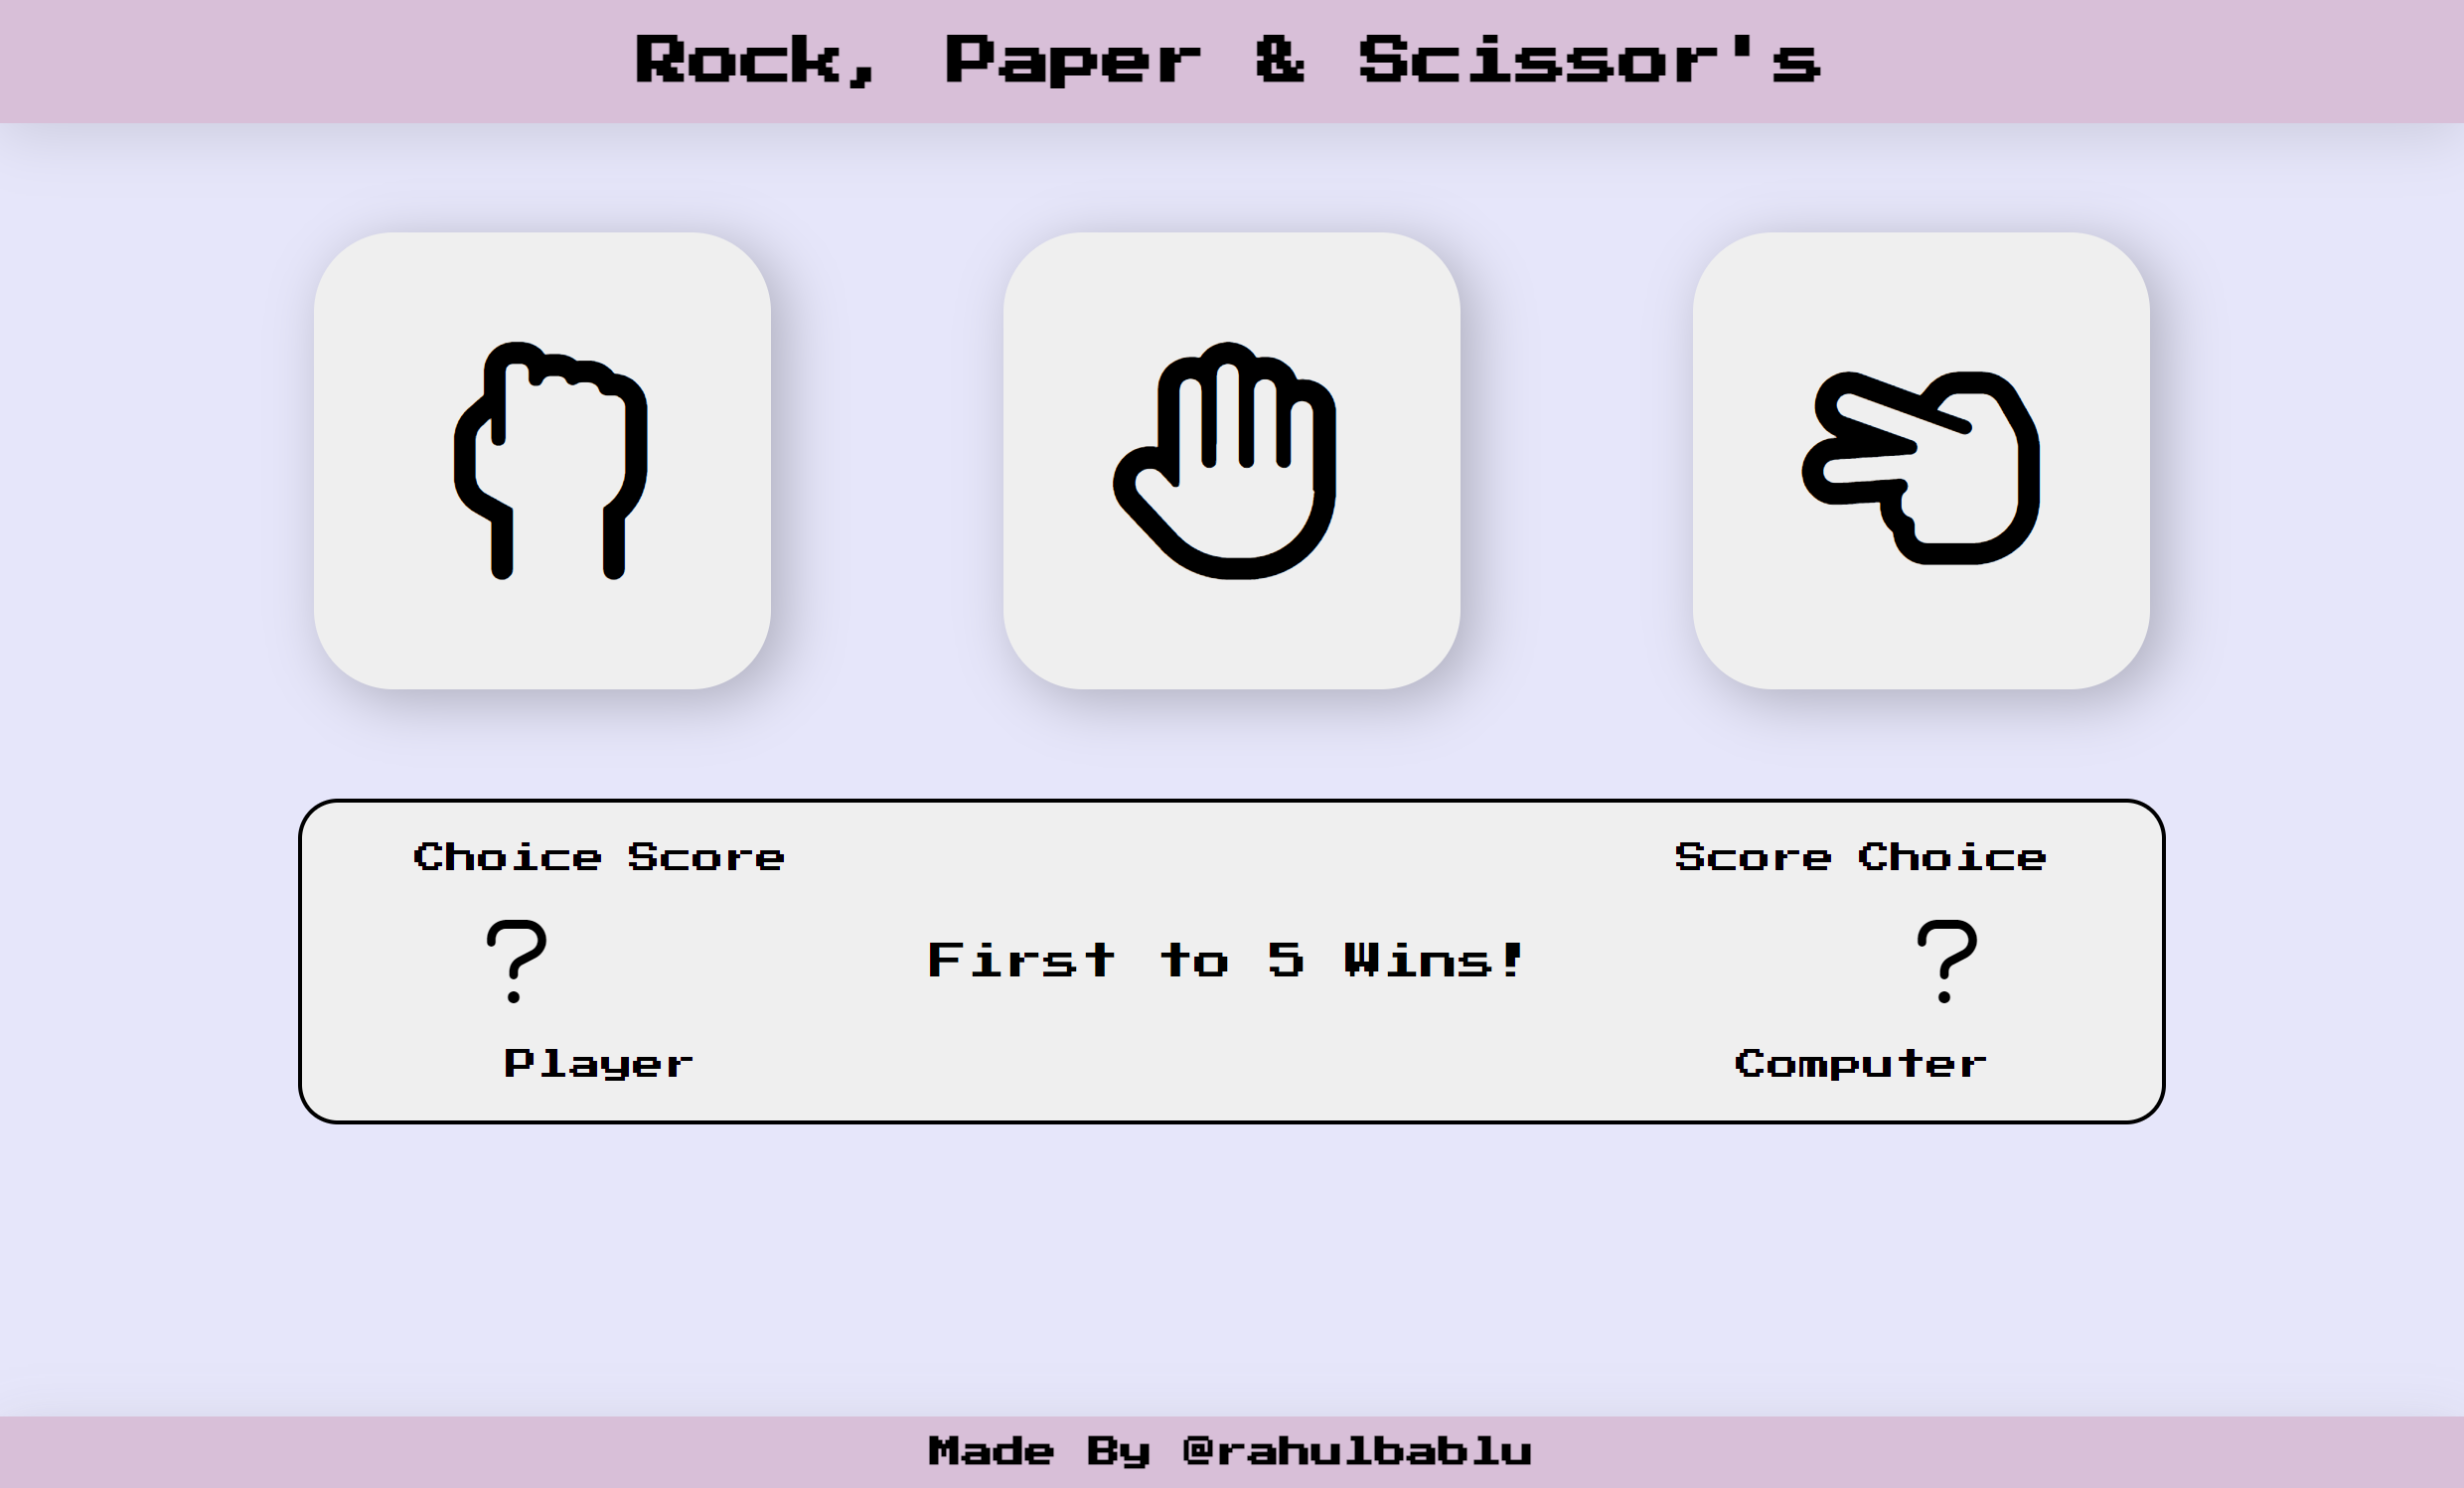 Rock, Paper & Scissor's
Choice Score
Score Choice
?
First to 5 Wins!
?
Player
Computer
Made By @rahulbablu